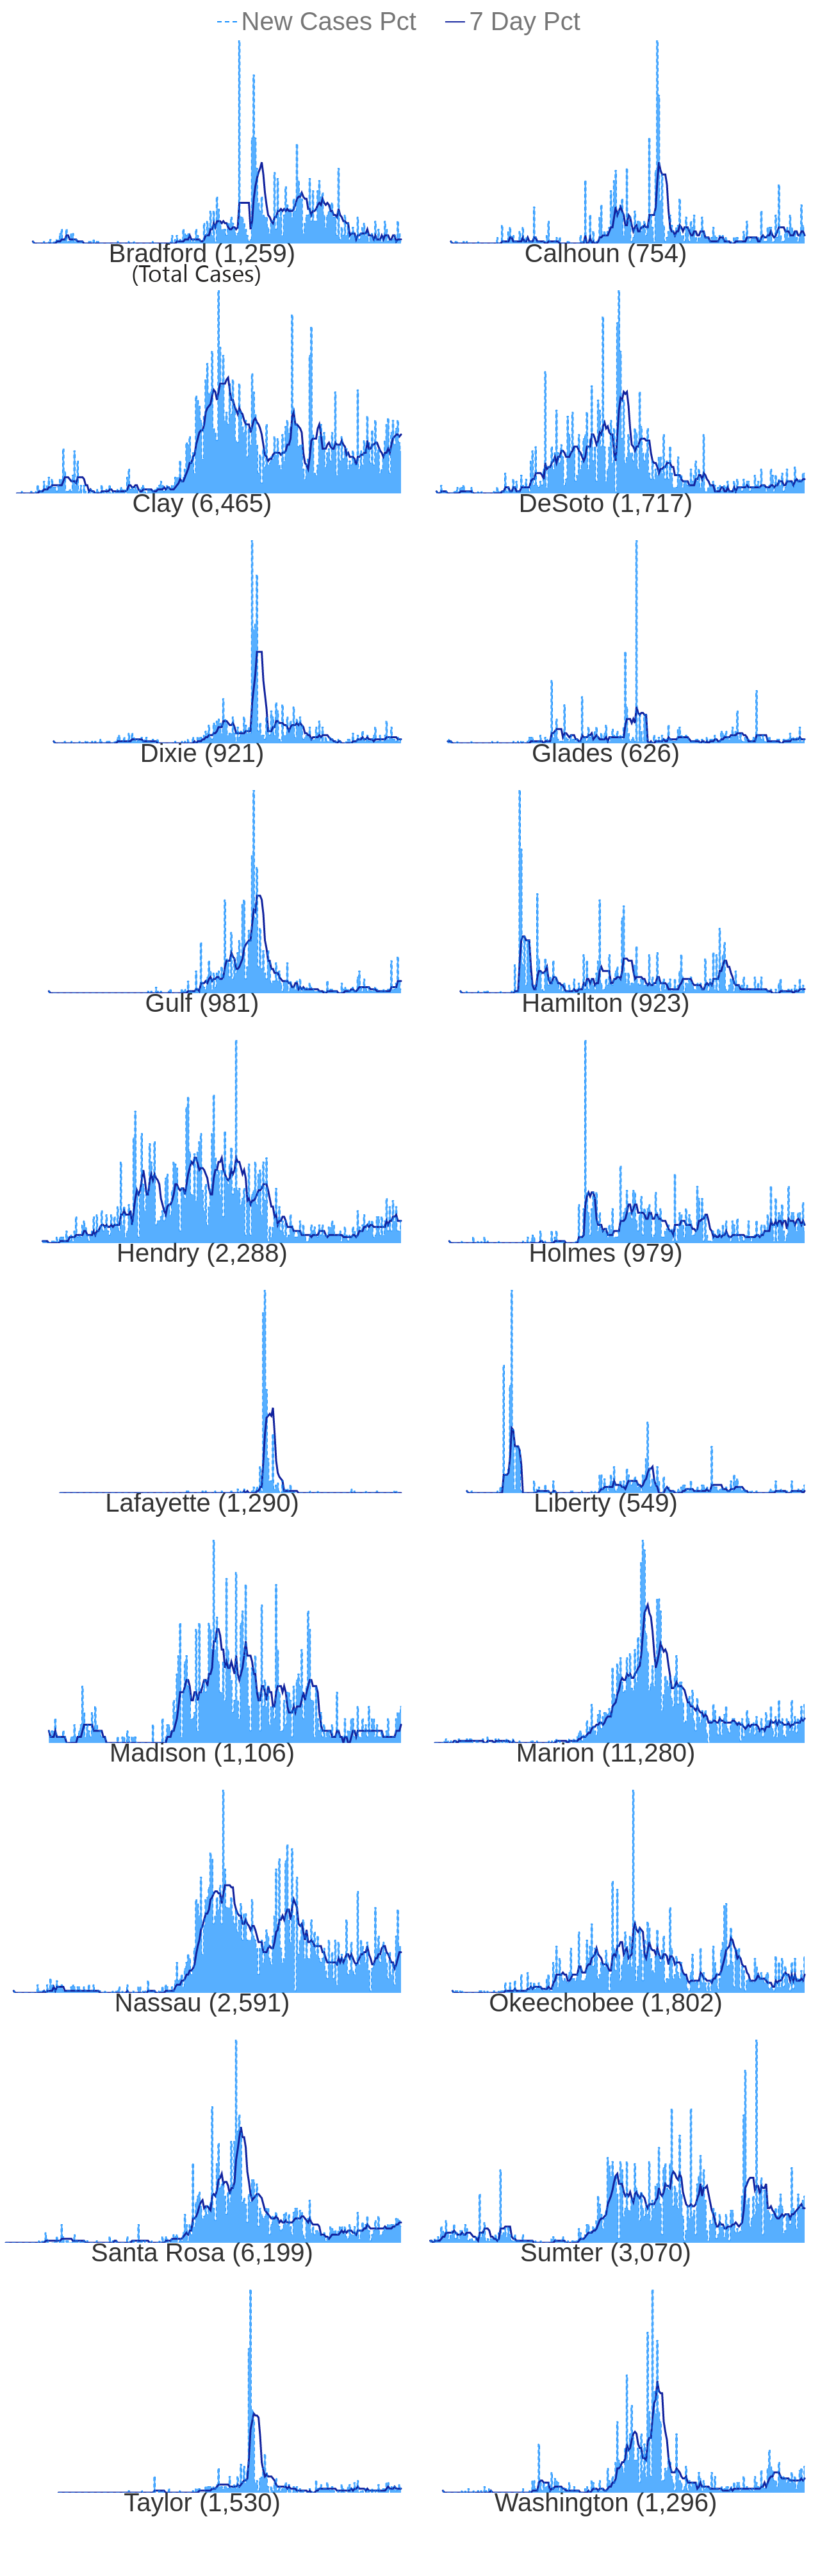 New Cases Pct 7 Day Pct
Bradford (1,259) Calhoun (754)
(Total Cases)
Clay (6,465) DeSoto (1,717)
Dixie (921) Glades (626)
Gulf (981) Hamilton (923)
Hendry (2,288) Holmes (979)
Lafayette (1,290) Liberty (549)
Madison (1,106) Marion (11,280)
Nassau (2,591) Okeechobee (1,802)
Santa Rosa (6,199) Sumter (3,070)
Taylor (1,530) Washington (1,296)